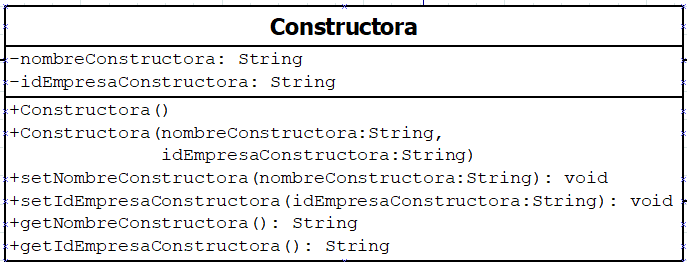 Constructora
-nombreConstructora: String
-idEmpresaConstructora: String
+Constructora()
+Constructora(nombreConstructora:String,
idEmpresaConstructora:String)
+setNombreConstructora(nombreConstructora:String): void
+setIdEmpresaConstructora(idEmpresaConstructora:String): void
+getNombreConstructora(): String
+getIdEmpresaConstructora(): String